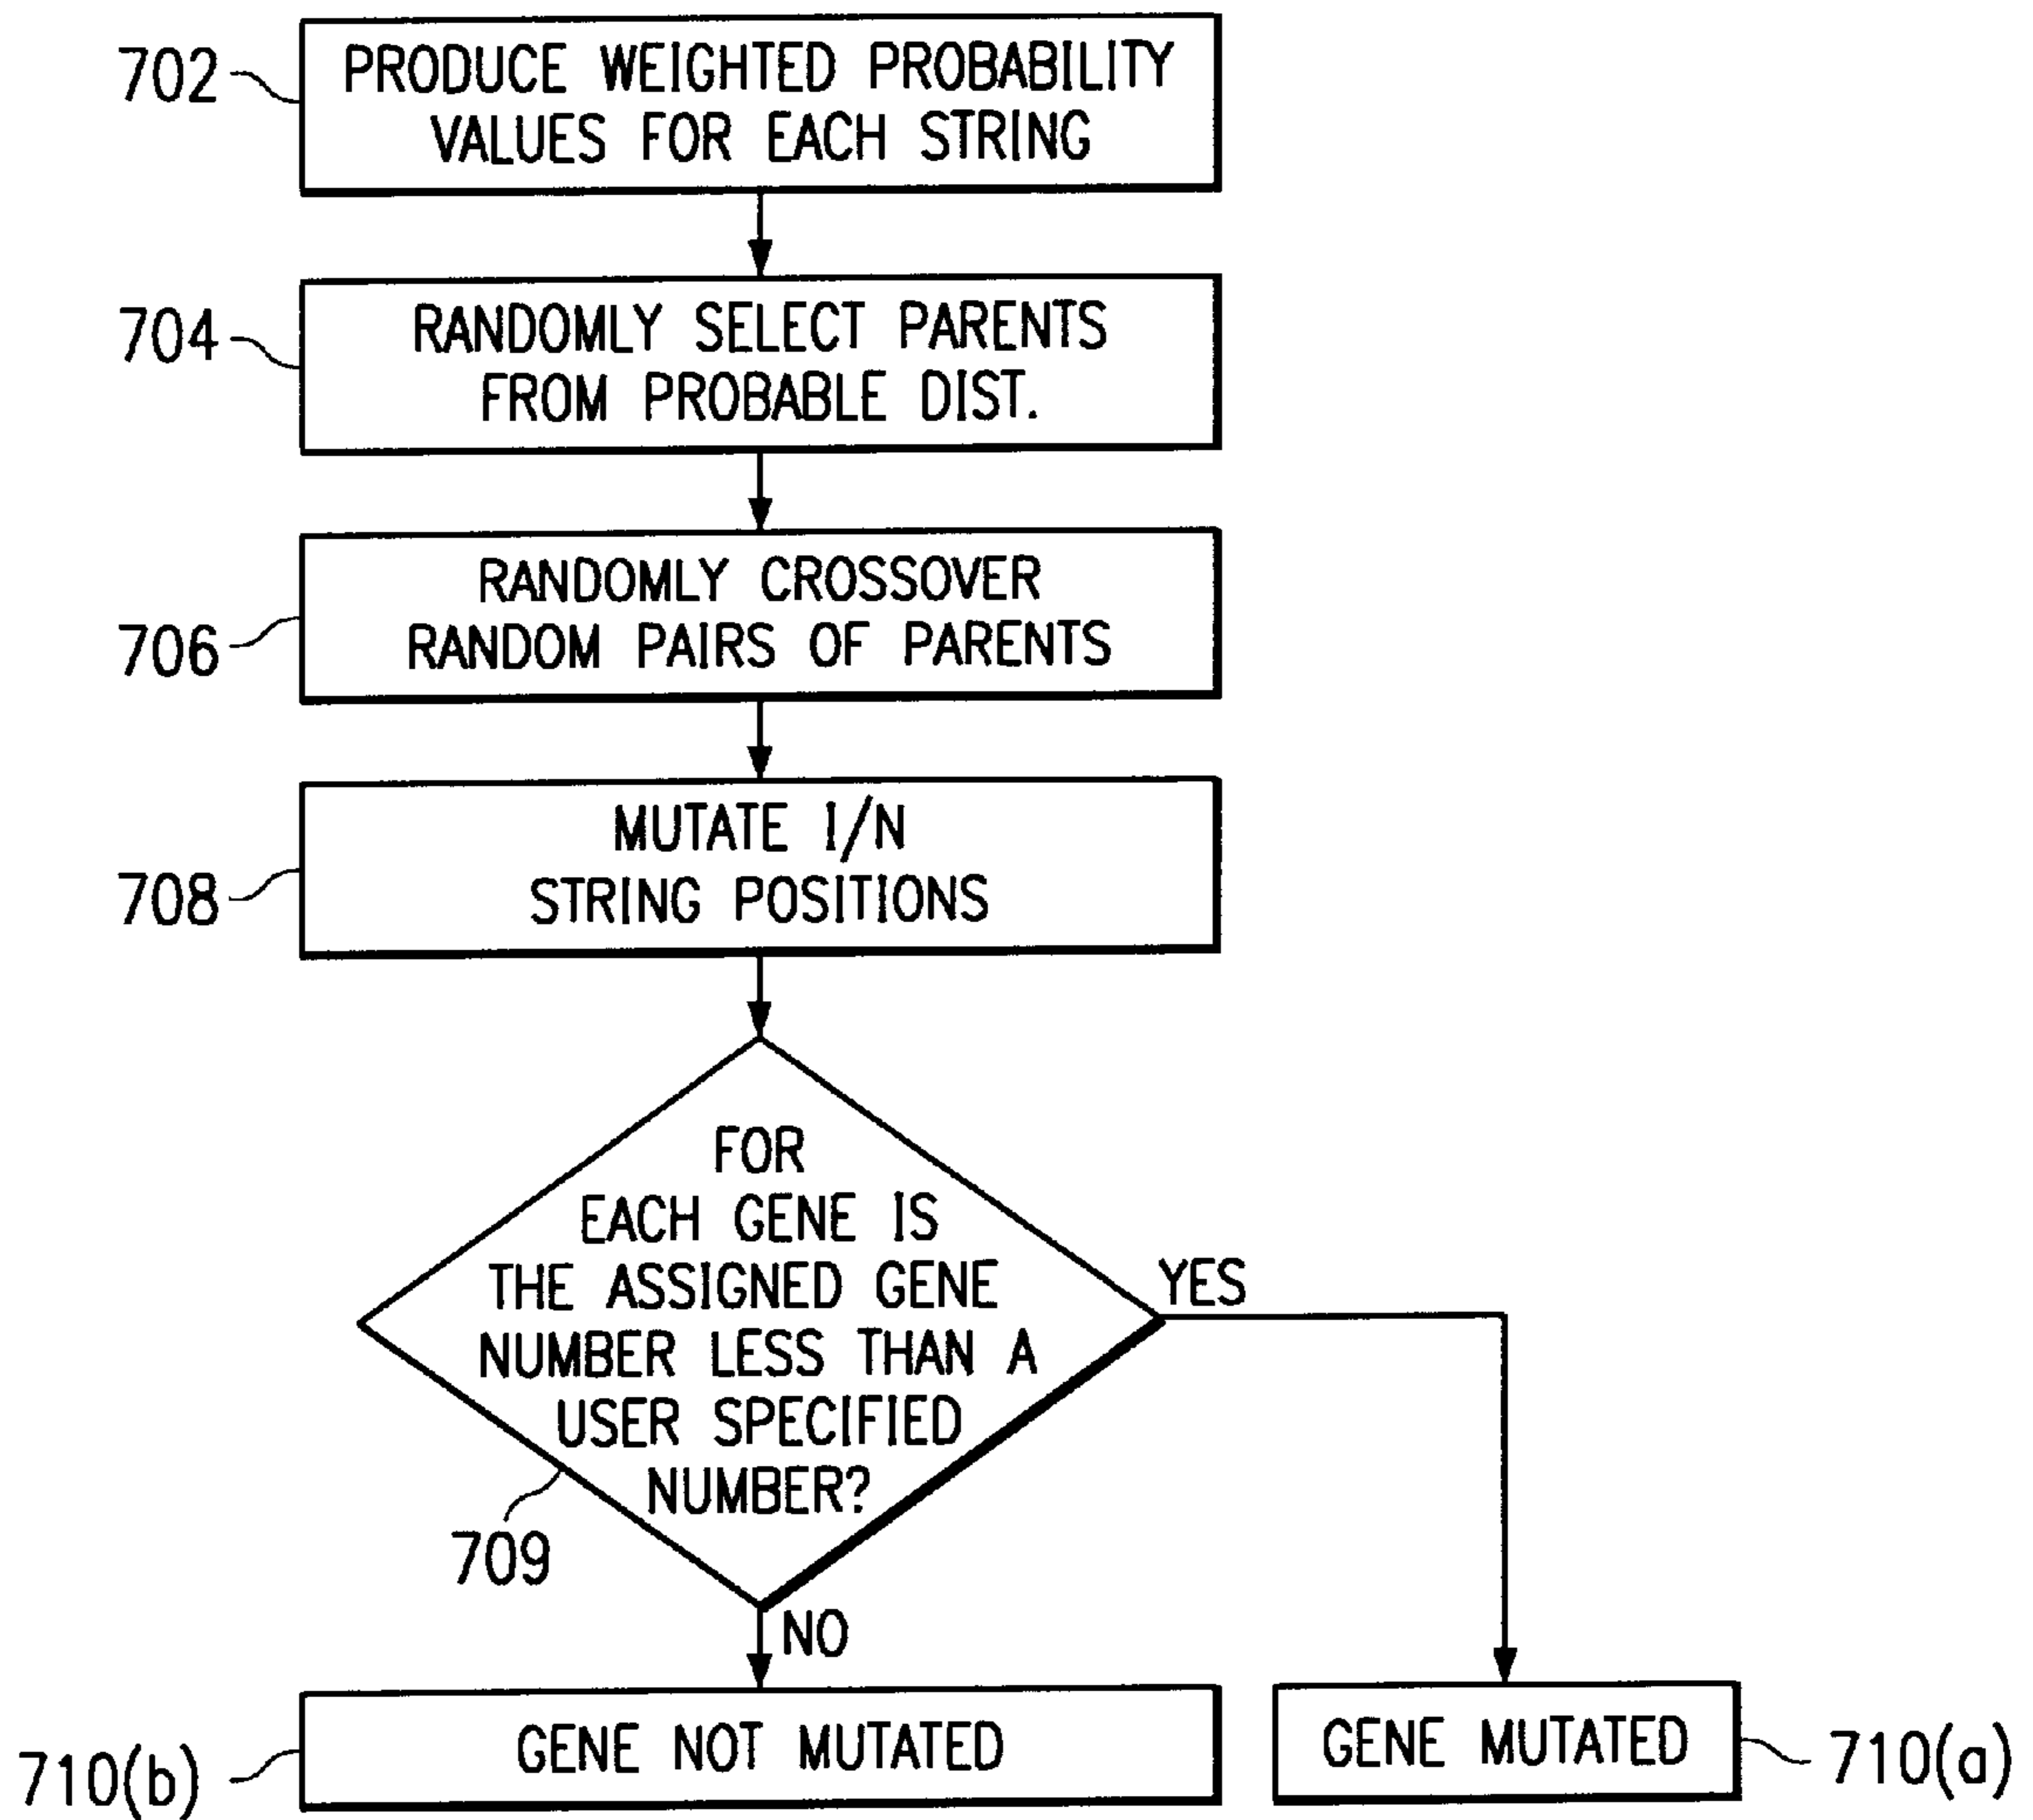 702
PRODUCE WEIGHTED PROBABILITY
VALUES FOR EACH STRING
704
RANDOMLY SELECT PARENTS
FROM PROBABLE DIST.
706
RANDOMLY CROSSOVER
RANDOM PAIRS OF PARENTS
708
MUTATE I/N
STRING POSITIONS
FOR
EACH GENE IS
THE ASSIGNED GENE
NUMBER LESS THAN A
USER SPECIFIED
NUMBER?
YES
709
NO
710(b)
GENE NOT MUTATED
GENE MUTATED
710(a)